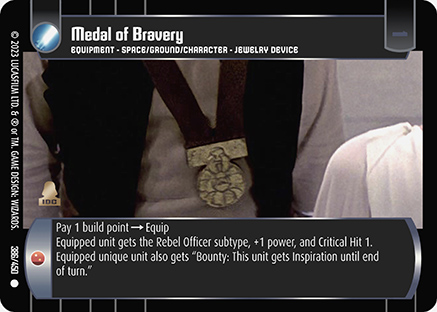 Medal of Bravery
EQUIPMENT - SPACE/GROUND/CHARACTER - JEWELRY DEVICE
© 2023 LUCASFILM LTD. & ® or TM. GAME DESIGN: WIZARDS.
IDC
Pay 1 build point → Equip
Equipped unit gets the Rebel Officer subtype, +1 power, and Critical Hit 1.
Equipped unique unit also gets “Bounty: This unit gets Inspiration until end
of turn.”
/450